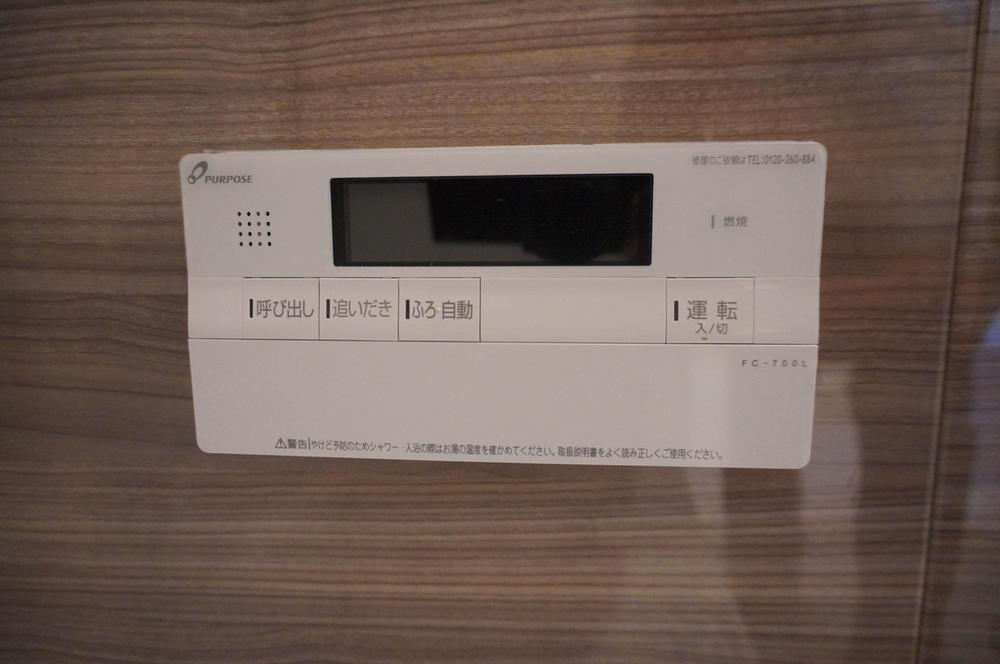 PURPOSE
修理のご依頼は TEL:0120-260-884
燃焼
呼び出し
追いだき
ふろ自動
運転
入/切
FC-700L
⚠警告 やけど予防のためシャワー・入浴の際はお湯の温度を確かめてください。取扱説明書をよく読み正しくご使用ください。